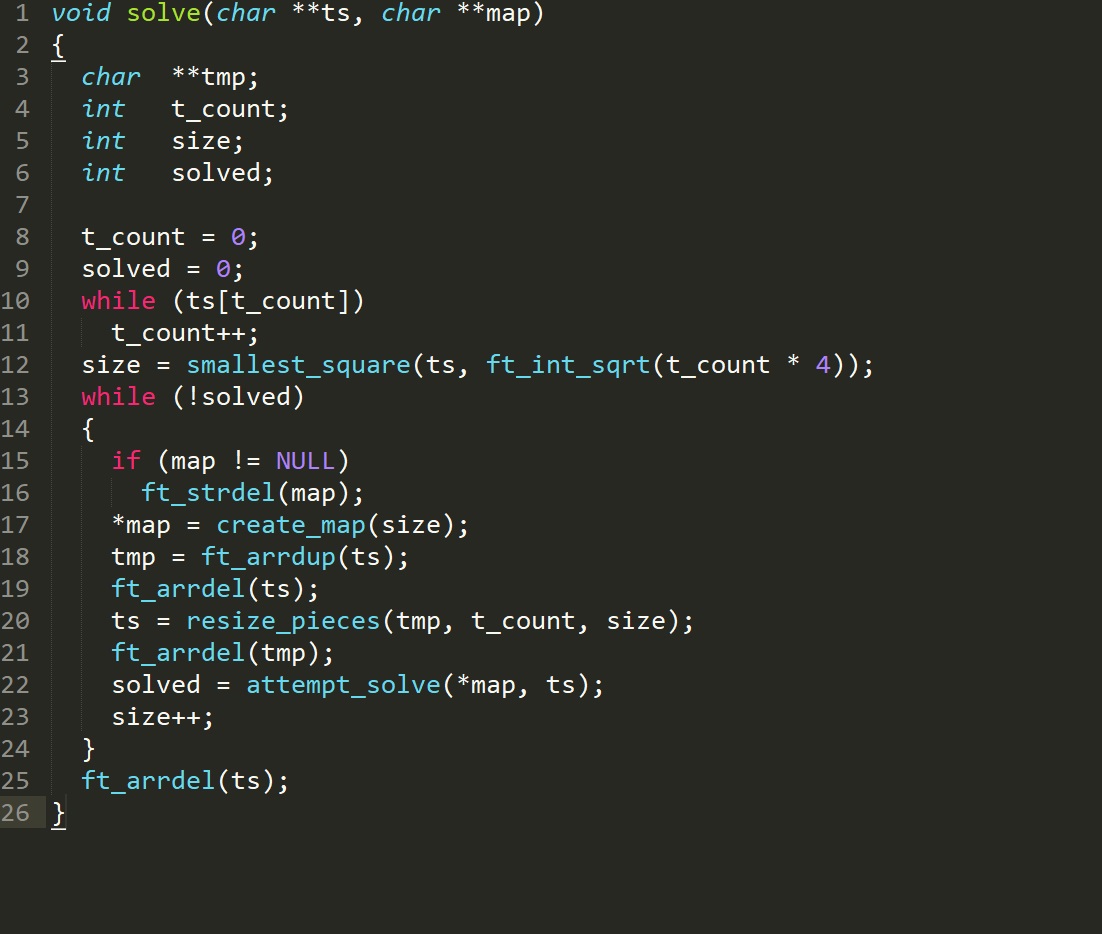 1 void solve(char **ts, char **map)
2 {
3   char  **tmp;
4   int   t_count;
5   int   size;
6   int   solved;
7
8   t_count = 0;
9   solved = 0;
10   while (ts[t_count])
11     t_count++;
12   size = smallest_square(ts, ft_int_sqrt(t_count * 4));
13   while (!solved)
14   {
15     if (map != NULL)
16       ft_strdel(map);
17     *map = create_map(size);
18     tmp = ft_arrdup(ts);
19     ft_arrdel(ts);
20     ts = resize_pieces(tmp, t_count, size);
21     ft_arrdel(tmp);
22     solved = attempt_solve(*map, ts);
23     size++;
24   }
25   ft_arrdel(ts);
26 }